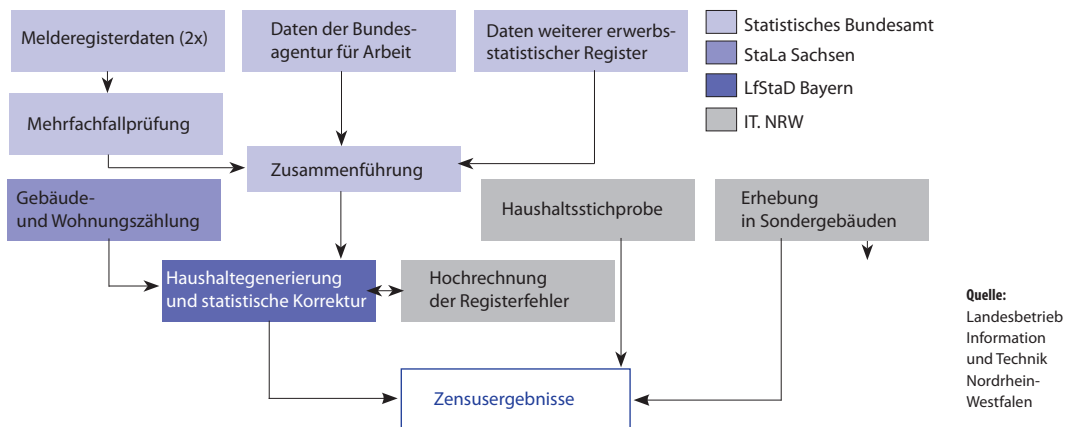 Melderegisterdaten (2x)
Daten der Bundes-
agentur für Arbeit
Daten weiterer erwerbs-
statistischer Register
Statistisches Bundesamt
StaLa Sachsen
LfStaD Bayern
IT. NRW
Mehrfachfallprüfung
Zusammenführung
Gebäude-
und Wohnungszählung
Haushaltsstichprobe
Erhebung
in Sondergebäuden
Haushaltegenerierung
und statistische Korrektur
Hochrechnung
der Registerfehler
Zensusergebnisse
Quelle:
Landesbetrieb
Information
und Technik
Nordrhein-
Westfalen